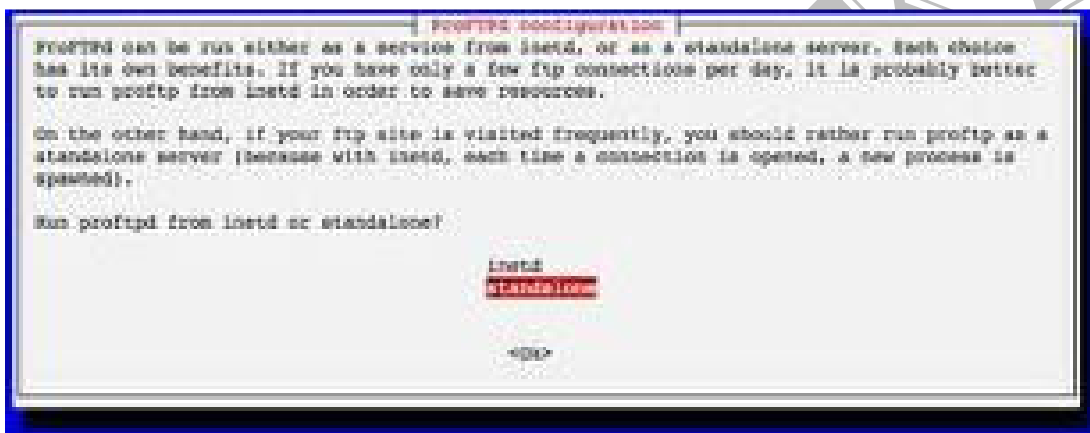 ProFTPd configuration
ProFTPd can be run either as a service from inetd, or as a standalone server. Each choice
has its own benefits. If you have only a few ftp connections per day, it is probably better
to run proftp from inetd in order to save resources.
On the other hand, if your ftp site is visited frequently, you should rather run proftp as a
standalone server (because with inetd, each time a connection is opened, a new process is
spawned).
Run proftpd from inetd or standalone?
inetd
standalone
<Ok>